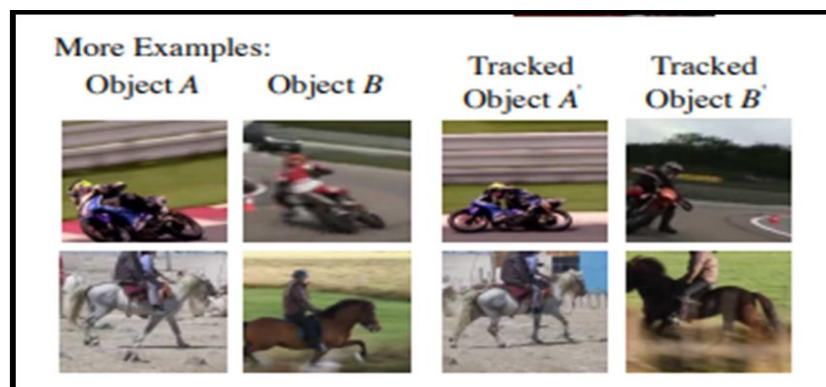 More Examples:
Object A
Object B
Tracked
Object A'
Tracked
Object B'